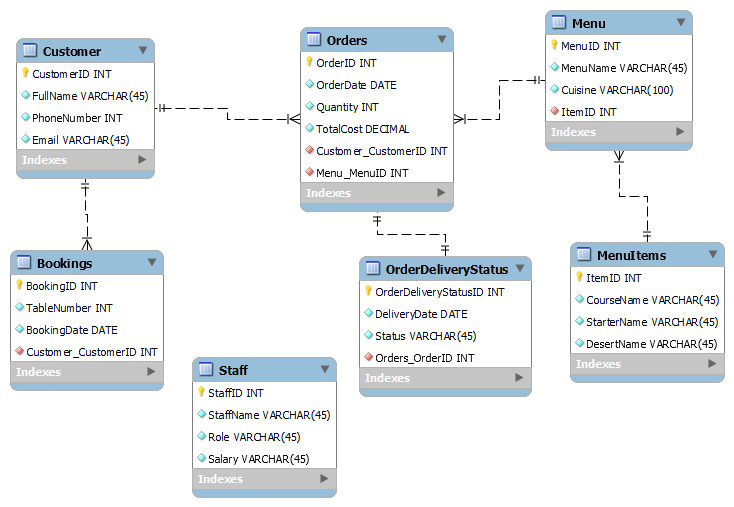 Customer
CustomerID INT
FullName VARCHAR(45)
PhoneNumber INT
Email VARCHAR(45)
Indexes
Orders
OrderID INT
OrderDate DATE
Quantity INT
TotalCost DECIMAL
Customer_CustomerID INT
Menu_MenuID INT
Indexes
Menu
MenuID INT
MenuName VARCHAR(45)
Cuisine VARCHAR(100)
ItemID INT
Indexes
Bookings
BookingID INT
TableNumber INT
BookingDate DATE
Customer_CustomerID INT
Indexes
OrderDeliveryStatus
OrderDeliveryStatusID INT
DeliveryDate DATE
Status VARCHAR(45)
Orders_OrderID INT
Indexes
MenuItems
ItemID INT
CourseName VARCHAR(45)
StarterName VARCHAR(45)
DesertName VARCHAR(45)
Indexes
Staff
StaffID INT
StaffName VARCHAR(45)
Role VARCHAR(45)
Salary VARCHAR(45)
Indexes